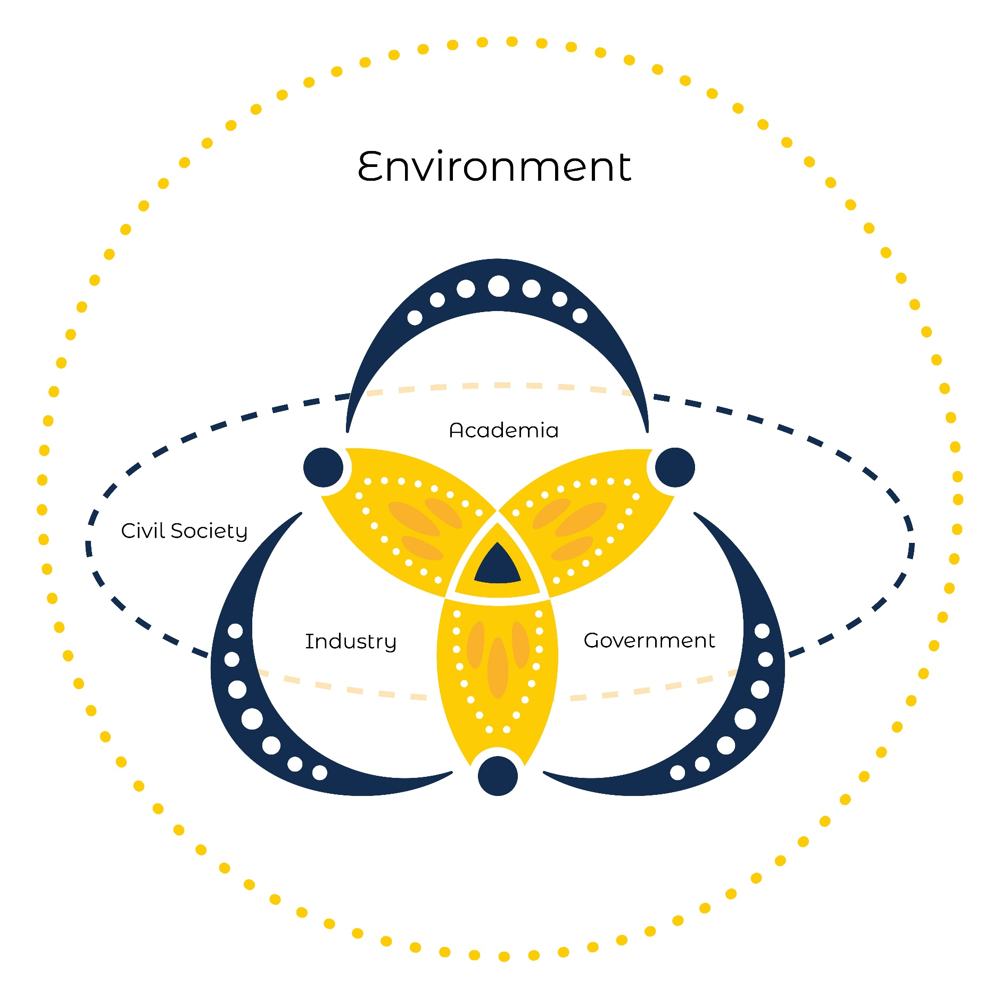 Environment
Academia
Civil Society
Industry
Government